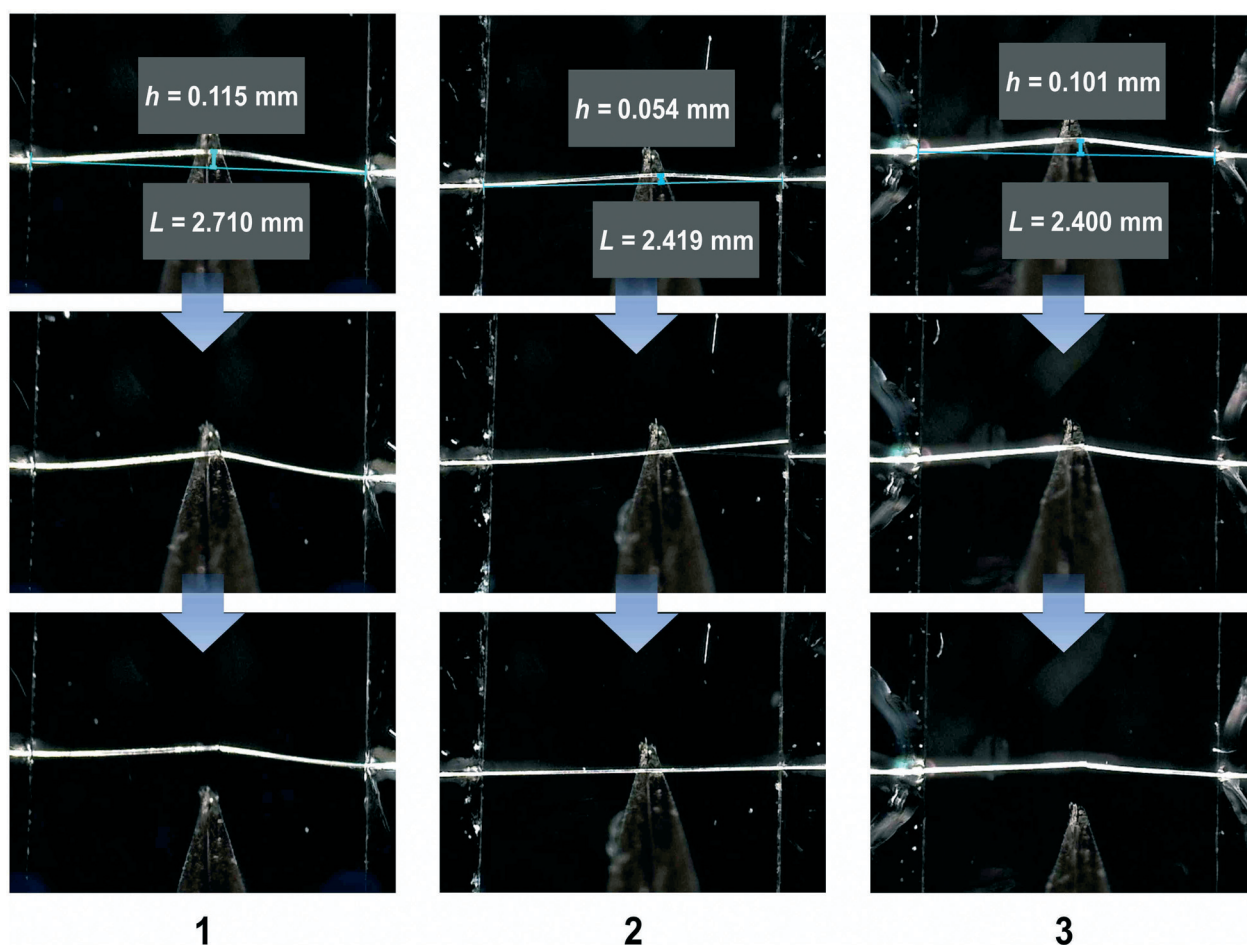 h = 0.115 mm
h = 0.054 mm
h = 0.101 mm
L = 2.710 mm
L = 2.419 mm
L = 2.400 mm
1
2
3